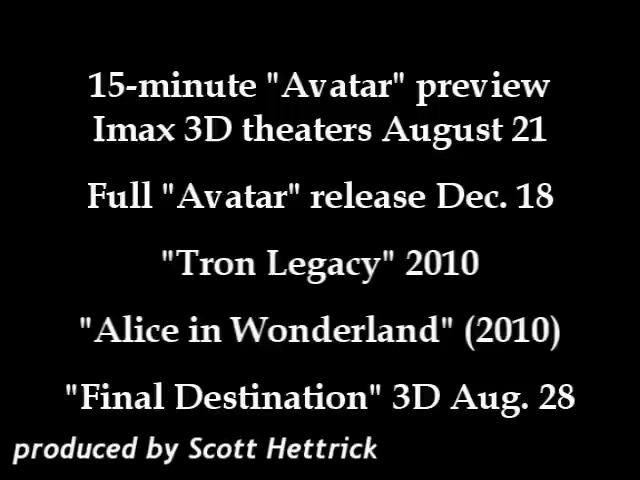 15-minute "Avatar" preview
Imax 3D theaters August 21
Full "Avatar" release Dec. 18
"Tron Legacy" 2010
"Alice in Wonderland" (2010)
"Final Destination" 3D Aug. 28
produced by Scott Hettrick